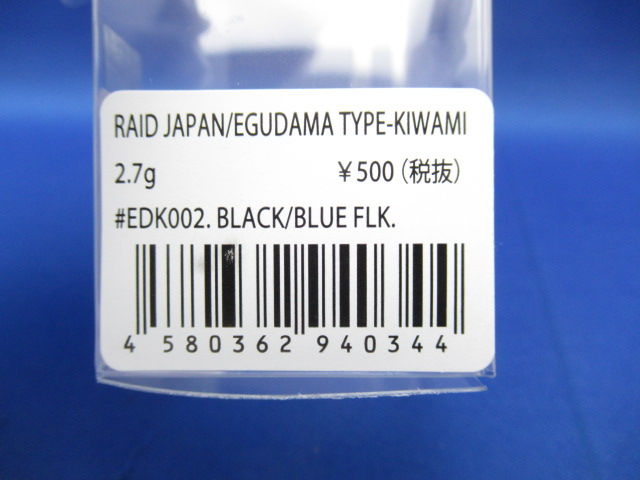 RAID JAPAN/EGUDAMA TYPE-KIWAMI
2.7g ¥500(税抜)
#EDK002. BLACK/BLUE FLK.
4 580362 940344